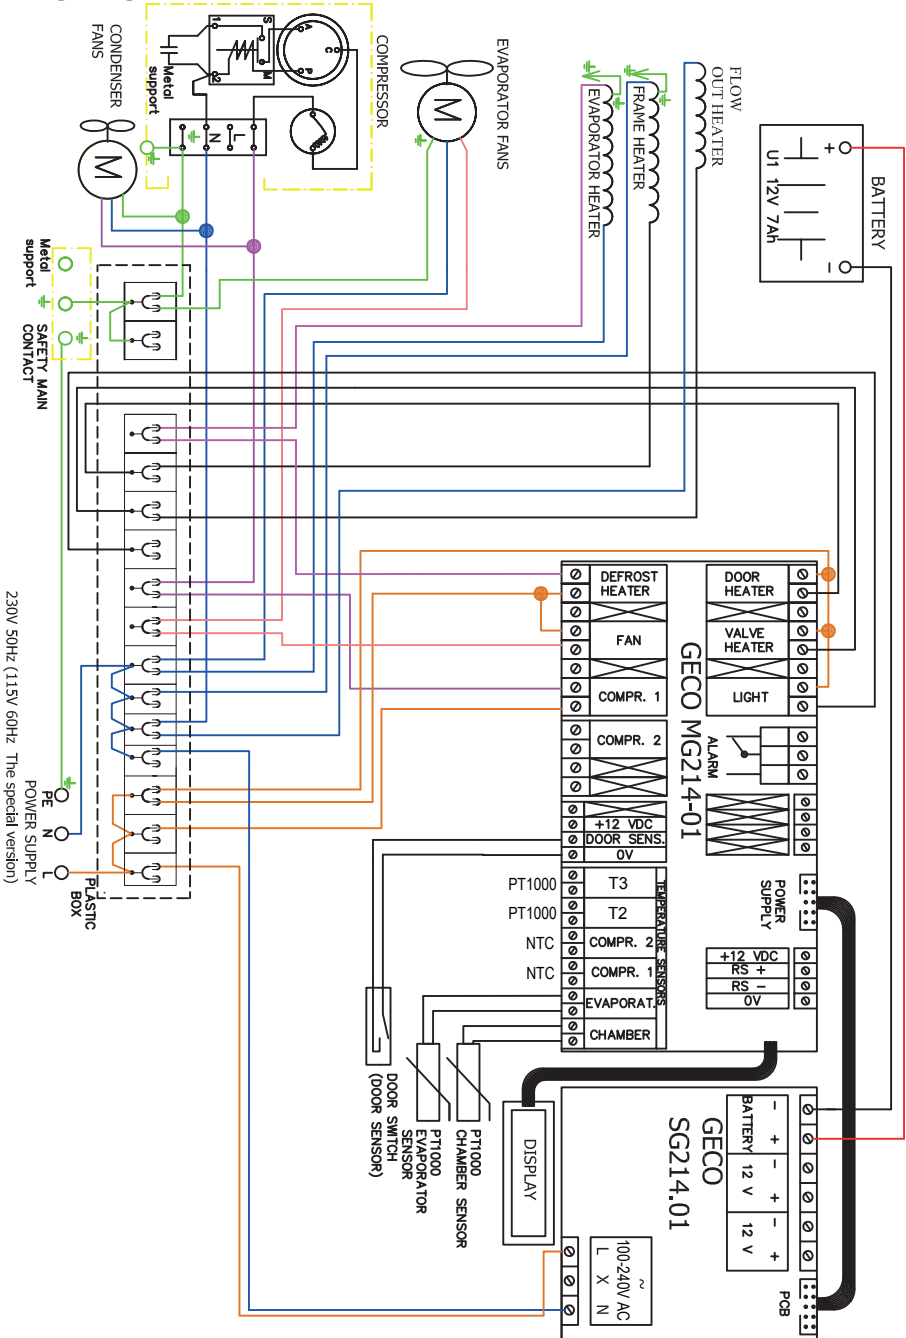 CONDENSER
FANS
Metal
support
1
2
S
M
A
C
P
N
L
COMPRESSOR
M
M
EVAPORATOR FANS
EVAPORATOR HEATER
FRAME HEATER
FLOW
OUT HEATER
BATTERY
+
−
U1 12V 7Ah
Metal
support
SAFETY MAIN
CONTACT
DEFROST
HEATER
FAN
COMPR. 1
COMPR. 2
+12 VDC
DOOR SENS.
0V
GECO MG214-01
DOOR
HEATER
VALVE
HEATER
LIGHT
ALARM
POWER
SUPPLY
+12 VDC
RS +
RS −
0V
TEMPERATURE SENSORS
PT1000
T3
PT1000
T2
NTC
COMPR. 2
NTC
COMPR. 1
EVAPORAT.
CHAMBER
230V 50Hz (115V 60Hz The special version)
POWER SUPPLY
PE
N
L
PLASTIC
BOX
DOOR SWITCH
(DOOR SENSOR)
PT1000
EVAPORATOR
SENSOR
PT1000
CHAMBER SENSOR
DISPLAY
GECO
SG214.01
− +
BATTERY
− +
12 V
− +
12 V
PCB
~
100-240V AC
L X N